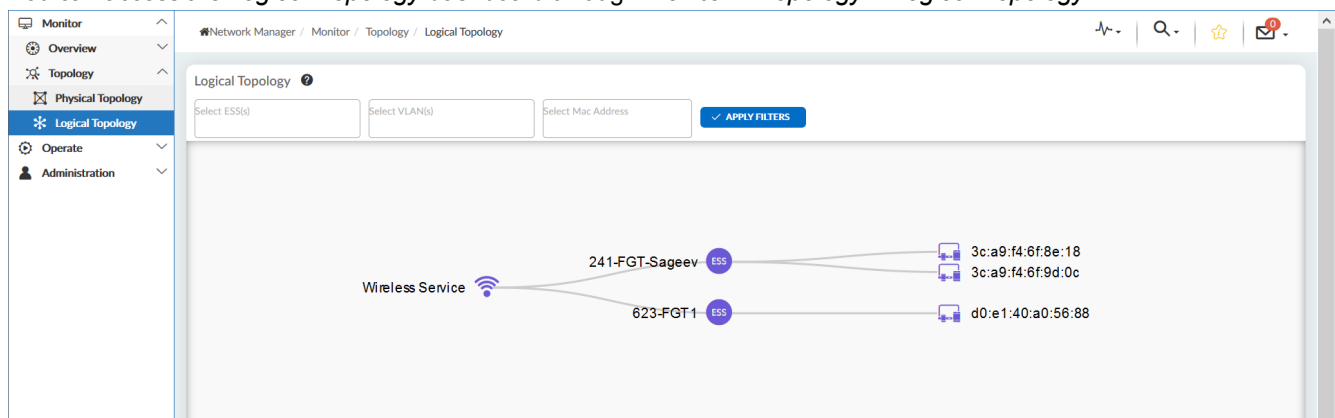 Monitor
Network Manager / Monitor / Topology / Logical Topology
0
Overview
Topology
Physical Topology
Logical Topology
Operate
Administration
Logical Topology ?
Select ESS(s)
Select VLAN(s)
Select Mac Address
APPLY FILTERS
Wireless Service
241-FGT-Sageev ESS
623-FGT1 ESS
3c:a9:f4:6f:8e:18
3c:a9:f4:6f:9d:0c
d0:e1:40:a0:56:88